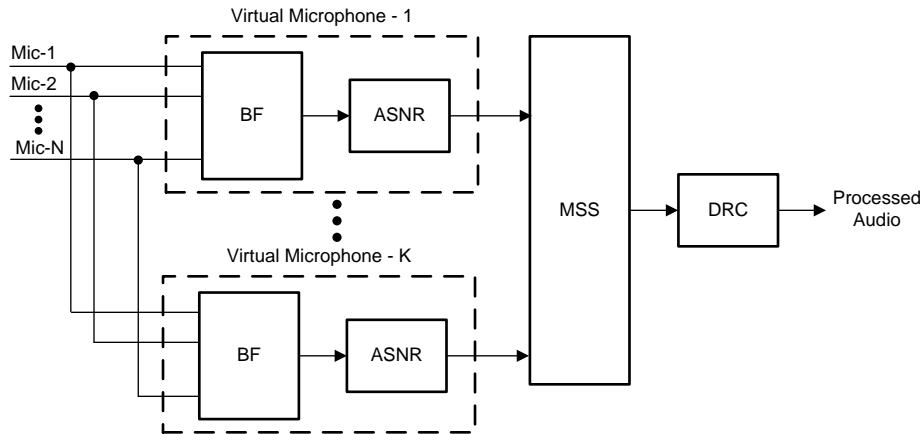 Virtual Microphone - 1
Mic-1
Mic-2
Mic-N
BF
ASNR
MSS
DRC
Processed
Audio
Virtual Microphone - K
BF
ASNR